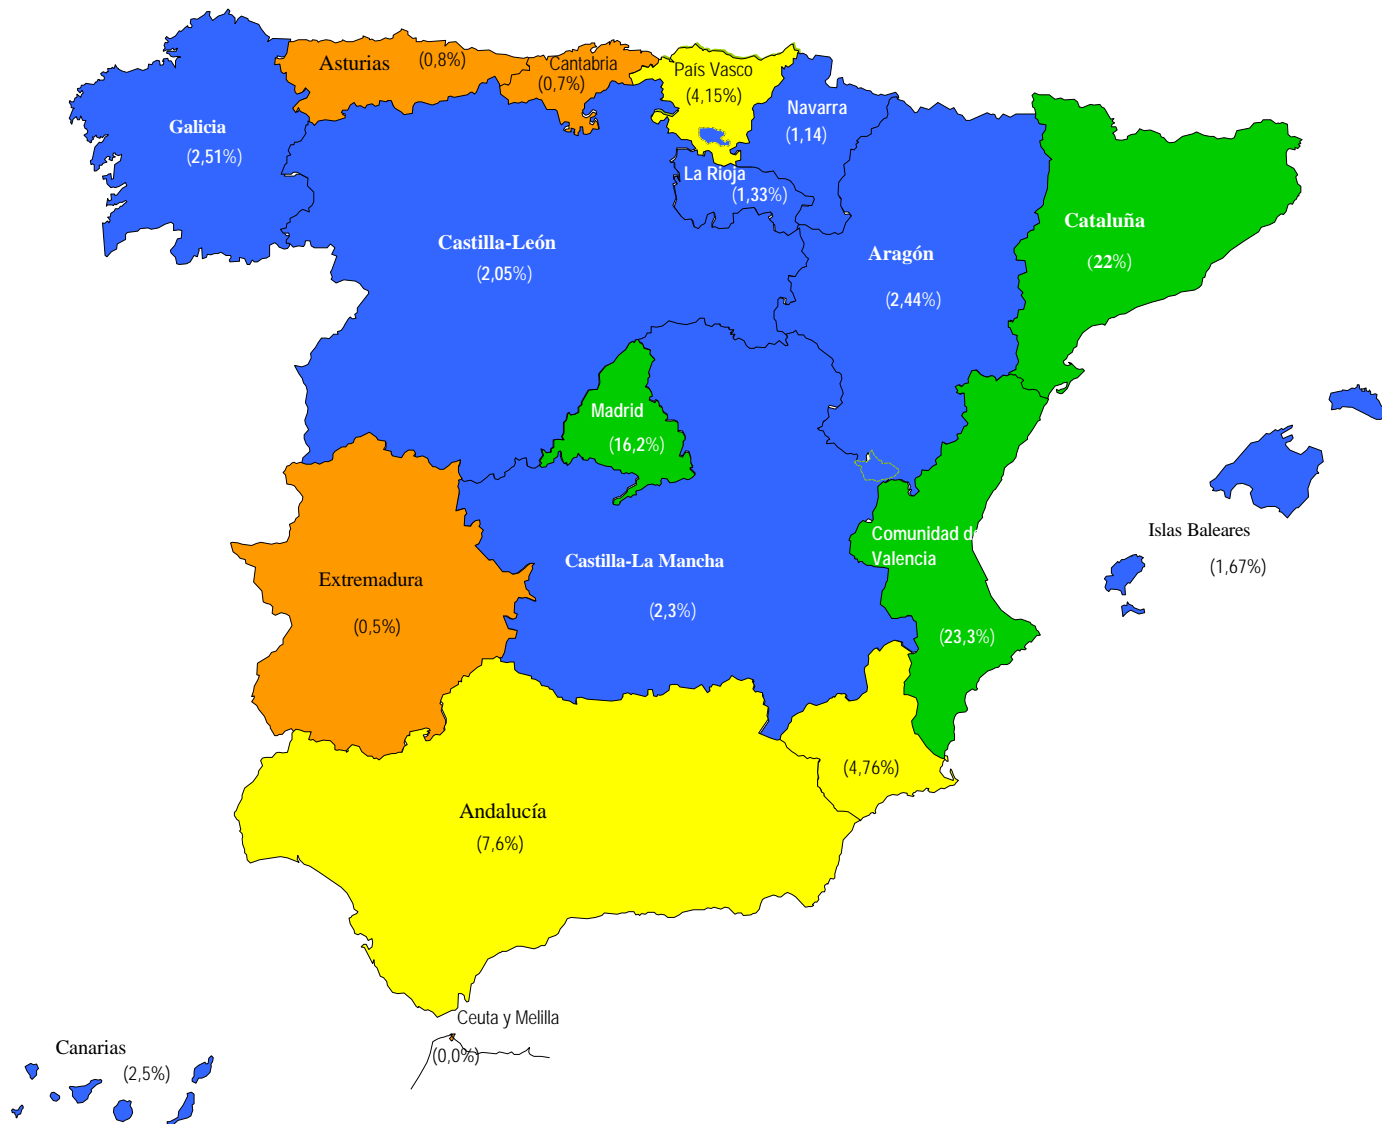 Asturias (0,8%)
Cantabria
(0,7%)
País Vasco
(4,15%)
Navarra
(1,14)
Galicia
(2,51%)
La Rioja
(1,33%)
Castilla-León
(2,05%)
Aragón
(2,44%)
Cataluña
(22%)
Madrid
(16,2%)
Comunidad de
Valencia
(23,3%)
Islas Baleares
(1,67%)
Castilla-La Mancha
(2,3%)
Extremadura
(0,5%)
(4,76%)
Andalucía
(7,6%)
Ceuta y Melilla
(0,0%)
Canarias
(2,5%)